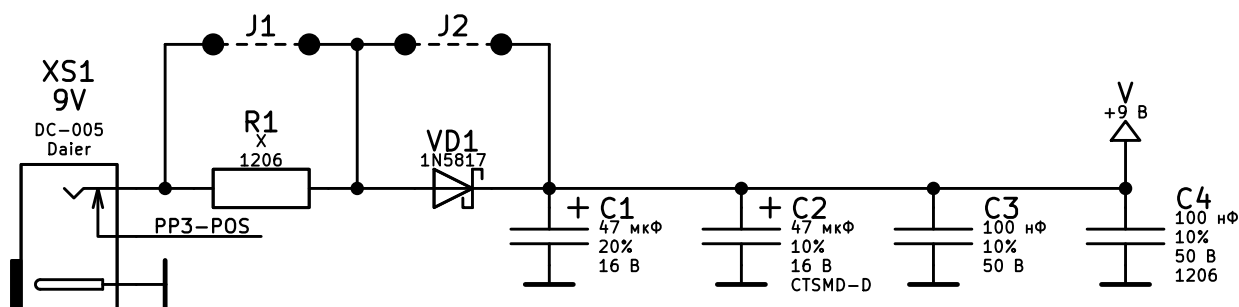 J1
J2
XS1
9V
DC-005
Daier
R1
X
1206
VD1
1N5817
V
+9 В
PP3-POS
+ C1
47 мкФ
20%
16 В
+ C2
47 мкФ
10%
16 В
CTSMD-D
C3
100 нФ
10%
50 В
C4
100 нФ
10%
50 В
1206